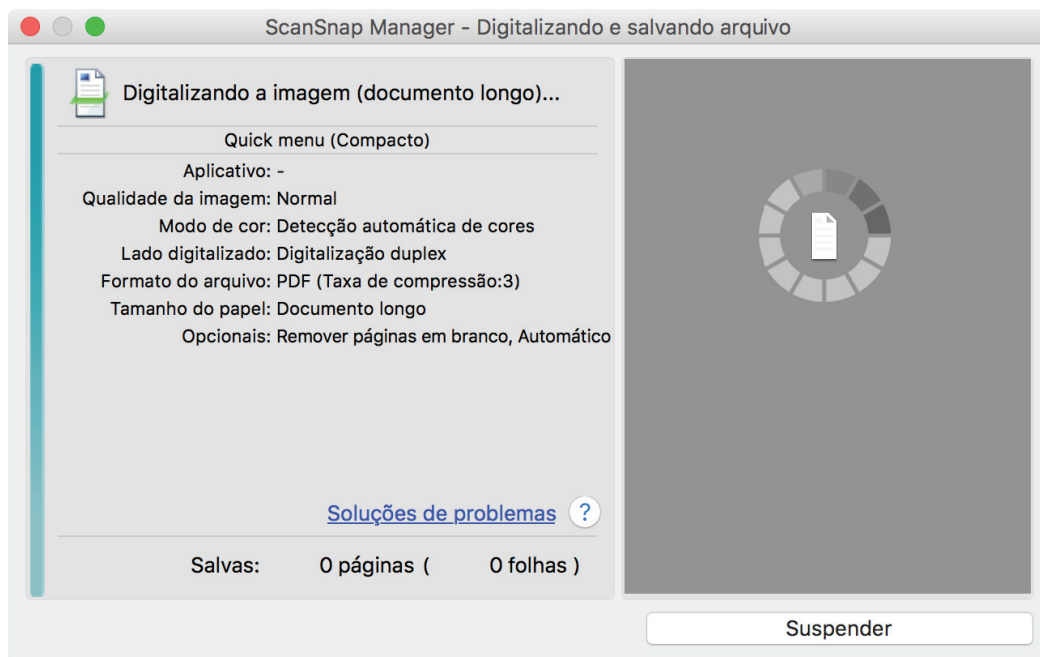 ScanSnap Manager - Digitalizando e salvando arquivo
Digitalizando a imagem (documento longo)...
Quick menu (Compacto)
Aplicativo: -
Qualidade da imagem: Normal
Modo de cor: Detecção automática de cores
Lado digitalizado: Digitalização duplex
Formato do arquivo: PDF (Taxa de compressão:3)
Tamanho do papel: Documento longo
Opcionais: Remover páginas em branco, Automático
Soluções de problemas ?
Salvas: 0 páginas ( 0 folhas )
Suspender